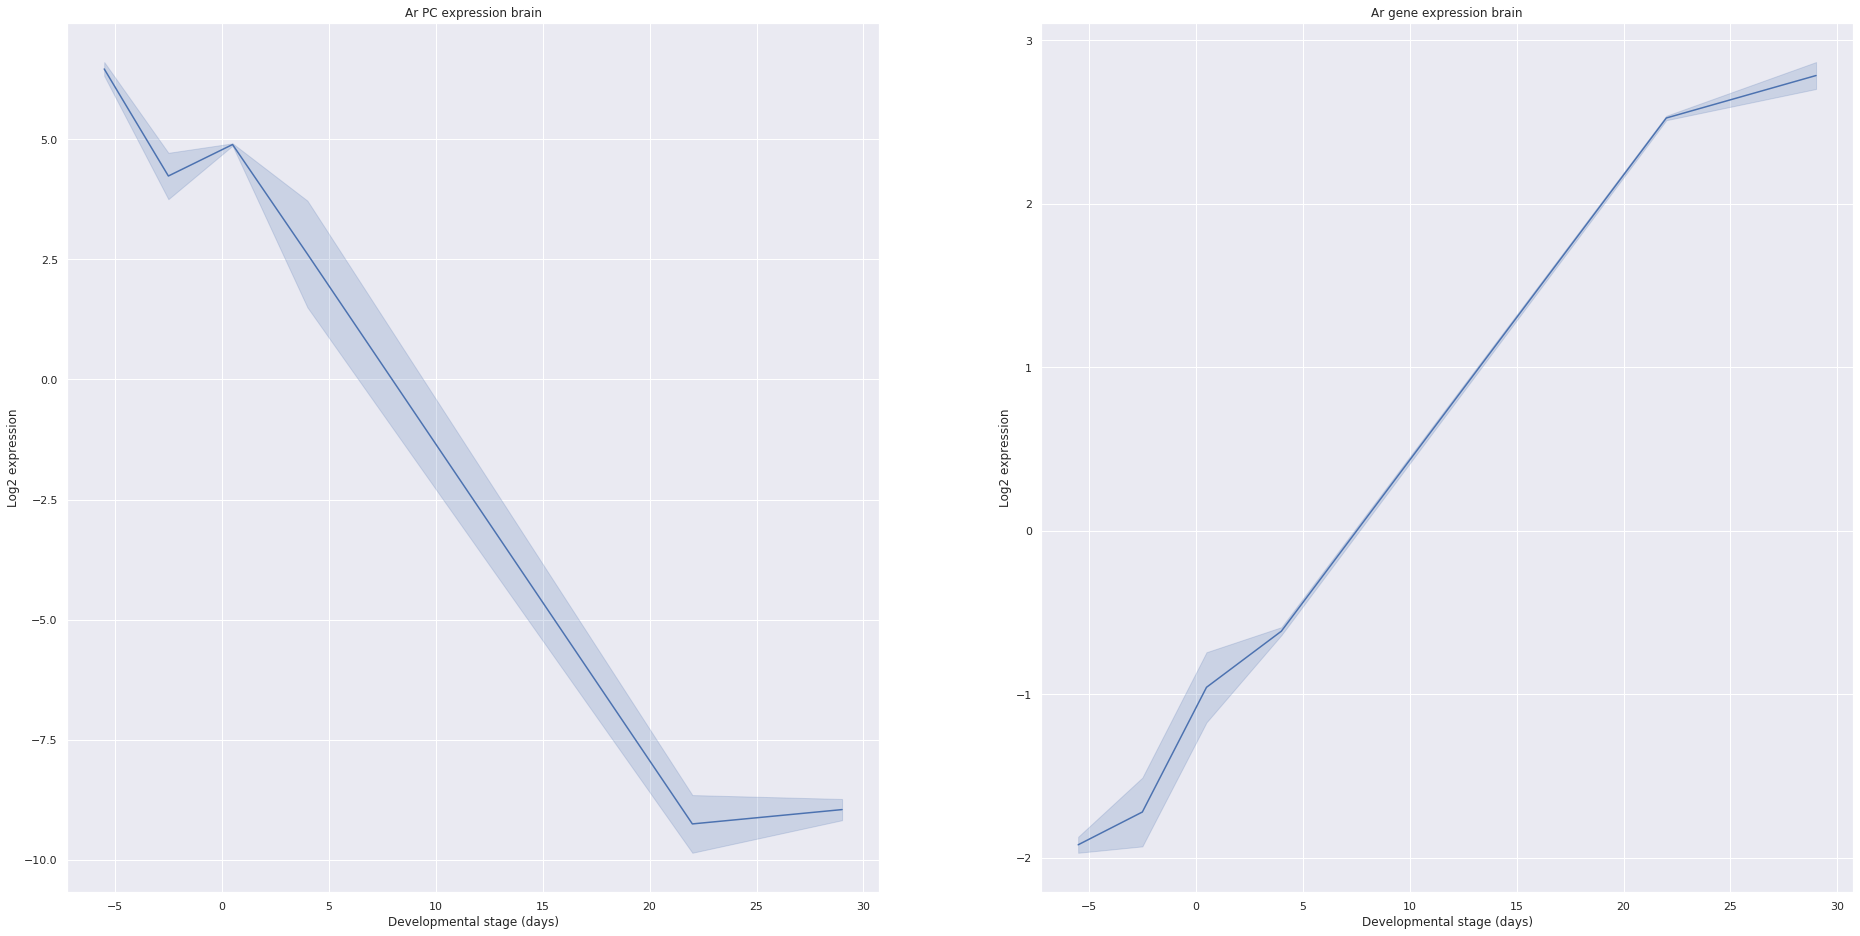 Ar PC expression brain
Log2 expression
5.0
2.5
0.0
−2.5
−5.0
−7.5
−10.0
−5 0 5 10 15 20 25 30
Developmental stage (days)
Ar gene expression brain
Log2 expression
3
2
1
0
−1
−2
−5 0 5 10 15 20 25 30
Developmental stage (days)